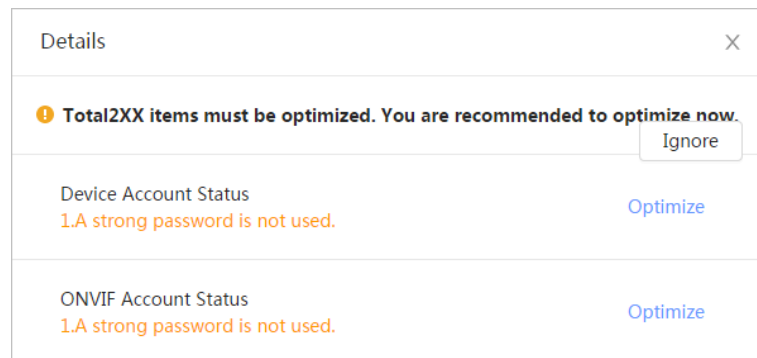 Details
Total2XX items must be optimized. You are recommended to optimize now.
Ignore
Device Account Status
1.A strong password is not used.
Optimize
ONVIF Account Status
1.A strong password is not used.
Optimize